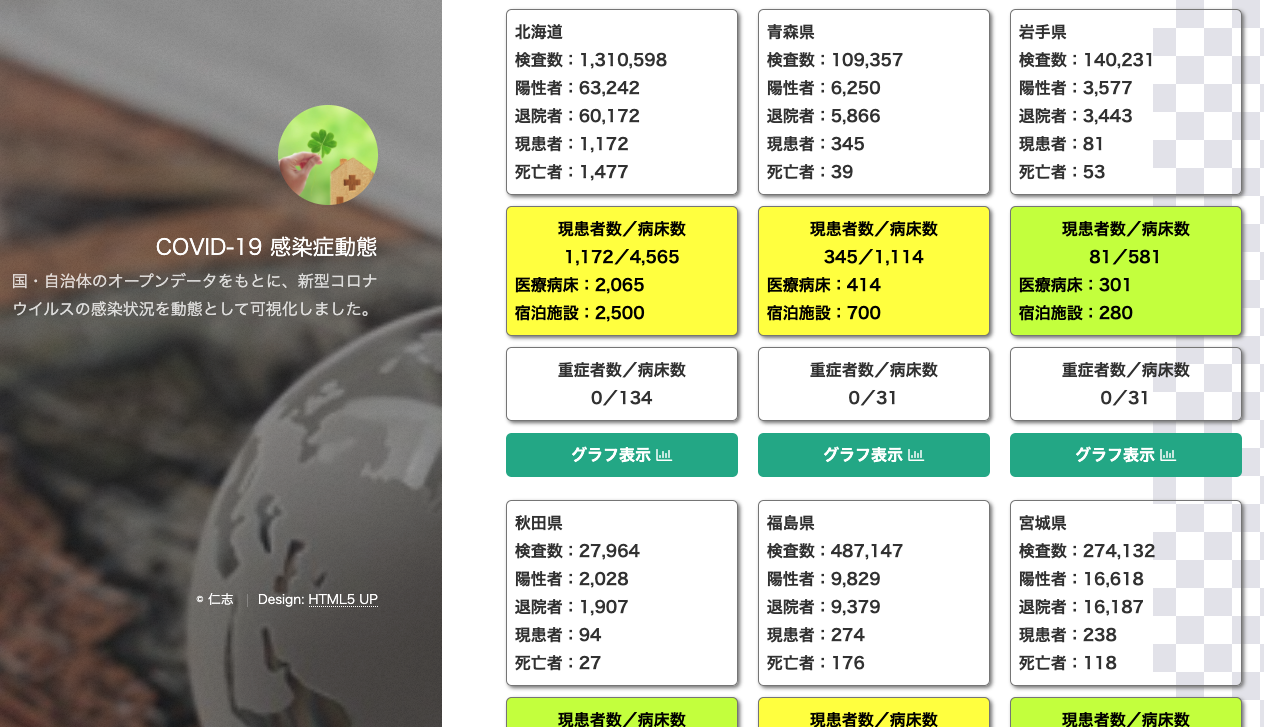 COVID-19 感染症動態
国・自治体のオープンデータをもとに、新型コロナ
ウイルスの感染状況を動態として可視化しました。
© 仁志
Design: HTML5 UP
北海道
検査数：1,310,598
陽性者：63,242
退院者：60,172
現患者：1,172
死亡者：1,477
現患者数／病床数
1,172／4,565
医療病床：2,065
宿泊施設：2,500
重症者数／病床数
0／134
グラフ表示
青森県
検査数：109,357
陽性者：6,250
退院者：5,866
現患者：345
死亡者：39
現患者数／病床数
345／1,114
医療病床：414
宿泊施設：700
重症者数／病床数
0／31
グラフ表示
岩手県
検査数：140,231
陽性者：3,577
退院者：3,443
現患者：81
死亡者：53
現患者数／病床数
81／581
医療病床：301
宿泊施設：280
重症者数／病床数
0／31
グラフ表示
秋田県
検査数：27,964
陽性者：2,028
退院者：1,907
現患者：94
死亡者：27
現患者数／病床数
福島県
検査数：487,147
陽性者：9,829
退院者：9,379
現患者：274
死亡者：176
現患者数／病床数
宮城県
検査数：274,132
陽性者：16,618
退院者：16,187
現患者：238
死亡者：118
現患者数／病床数